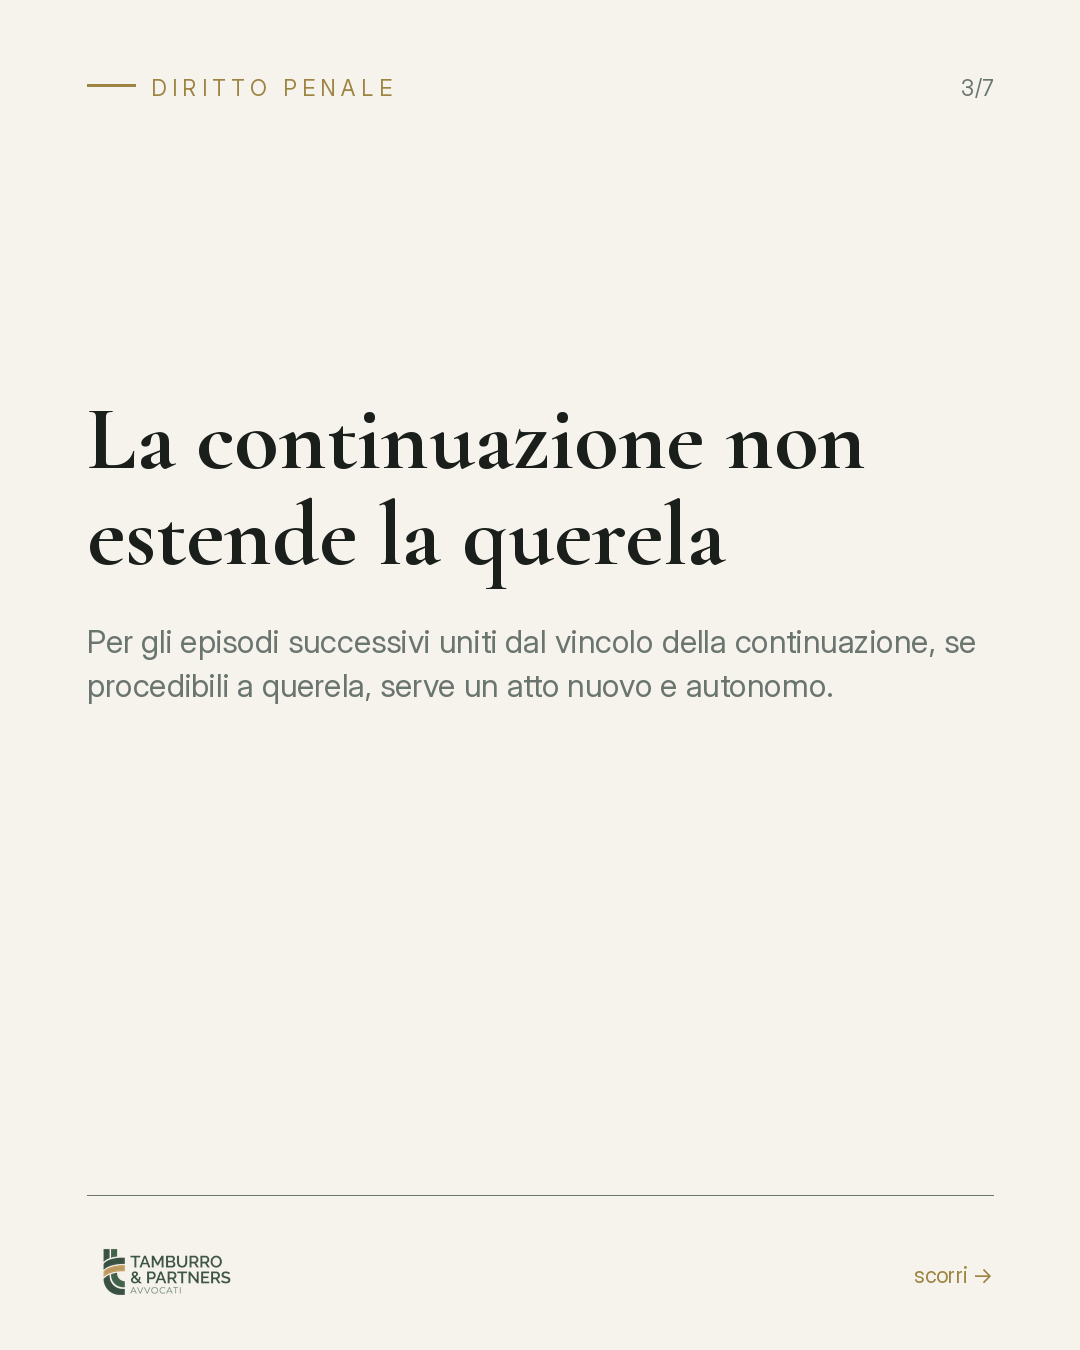 DIRITTO PENALE
3/7
La continuazione non
estende la querela
Per gli episodi successivi uniti dal vincolo della continuazione, se
procedibili a querela, serve un atto nuovo e autonomo.
TAMBURRO
& PARTNERS
AVVOCATI
scorri →